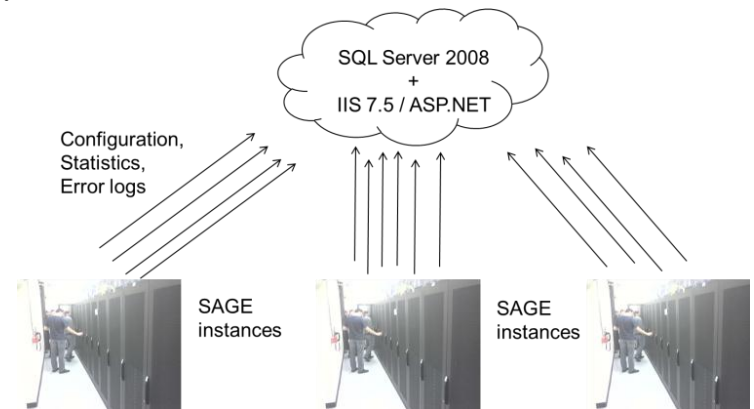 SQL Server 2008
+
IIS 7.5 / ASP.NET
Configuration,
Statistics,
Error logs
SAGE
instances
SAGE
instances